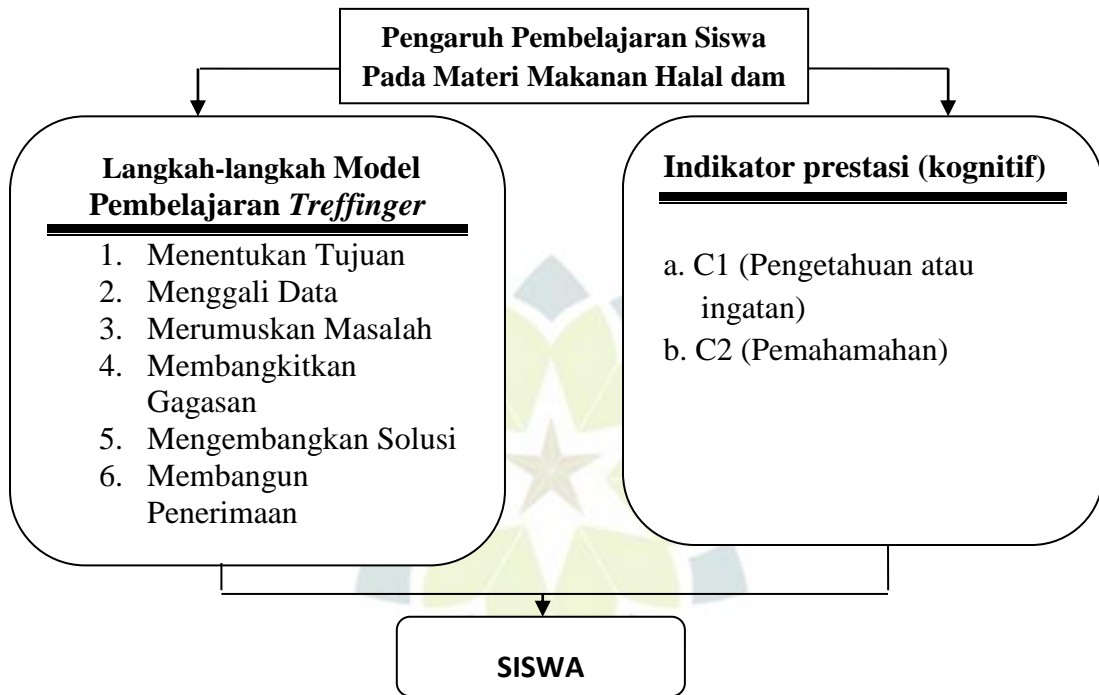 Pengaruh Pembelajaran Siswa
Pada Materi Makanan Halal dam
Langkah-langkah Model
Pembelajaran Treffinger
1. Menentukan Tujuan
2. Menggali Data
3. Merumuskan Masalah
4. Membangkitkan
Gagasan
5. Mengembangkan Solusi
6. Membangun
Penerimaan
Indikator prestasi (kognitif)
a. C1 (Pengetahuan atau
ingatan)
b. C2 (Pemahamahan)
SISWA